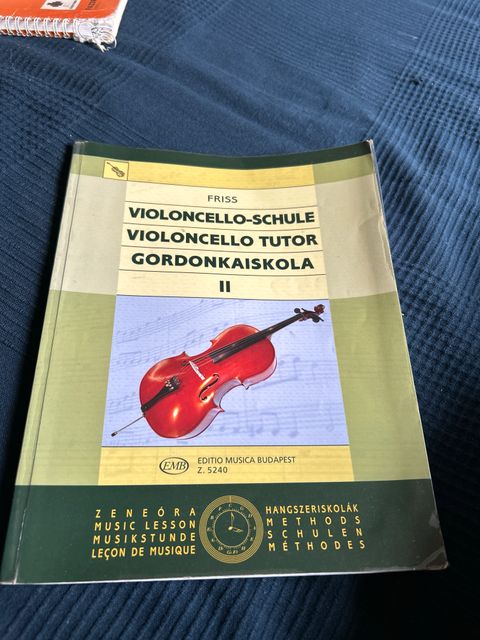 FRISS
VIOLONCELLO-SCHULE
VIOLONCELLO TUTOR
GORDONKAISKOLA
II
EMB
EDITIO MUSICA BUDAPEST
Z. 5240
ZENEÓRA
MUSIC LESSON
MUSIKSTUNDE
LEÇON DE MUSIQUE
HANGSZERISKOLÁK
METHODS
SCHULEN
MÉTHODES